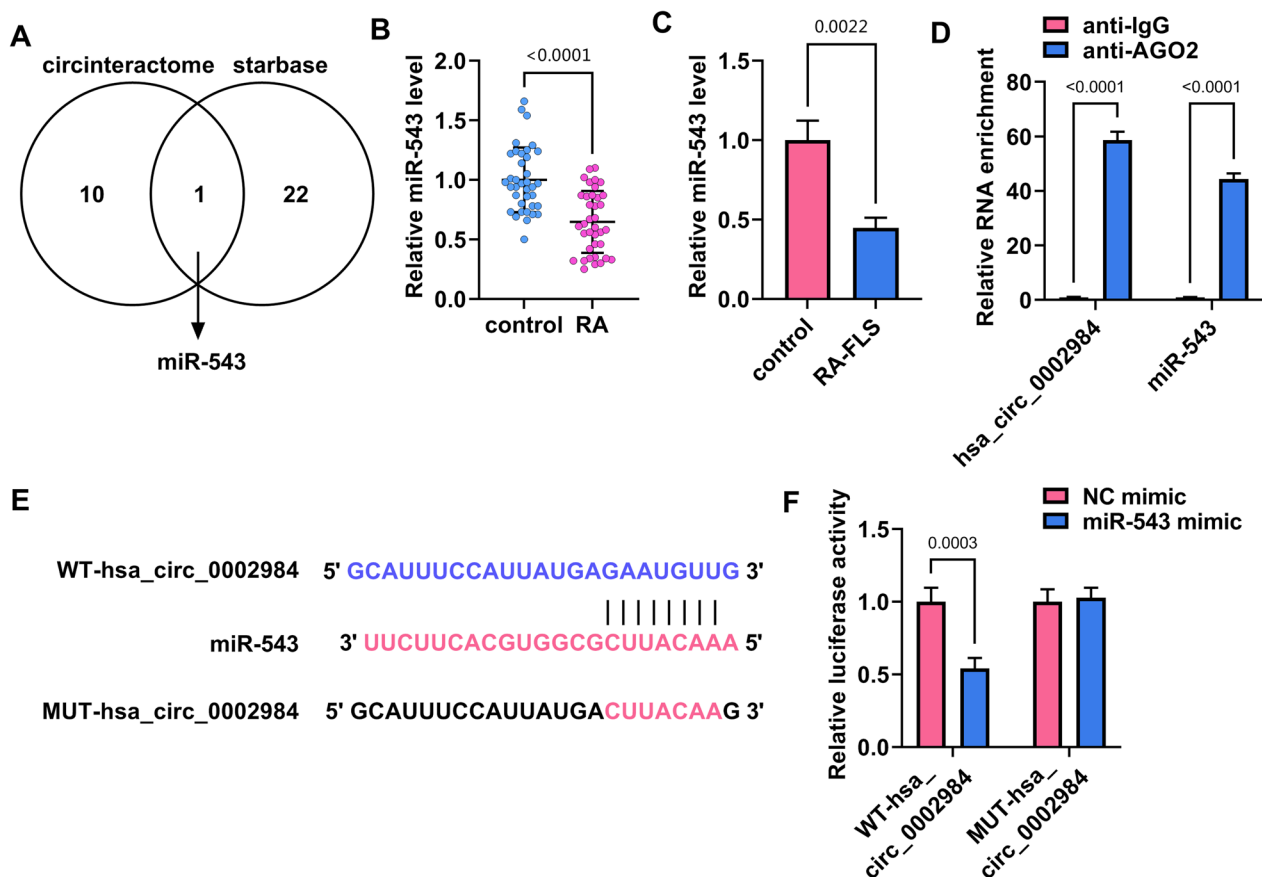 A
circinteractome starbase
10 1 22
miR-543
B
Relative miR-543 level
<0.0001
2.0
1.5
1.0
0.5
0.0
control RA
C
Relative miR-543 level
0.0022
1.5
1.0
0.5
0.0
control RA-FLS
D
anti-IgG
anti-AGO2
Relative RNA enrichment
<0.0001 <0.0001
80
60
40
20
0
hsa_circ_0002984 miR-543
E
WT-hsa_circ_0002984 5' GCAUUUCCAUUAUGAGAAUGUUG 3'
miR-543 3' UUCUUCACGUGGCGCUUACAAA 5'
MUT-hsa_circ_0002984 5' GCAUUUCCAUUAUGACUUACAAG 3'
F
NC mimic
miR-543 mimic
Relative luciferase activity
0.0003
1.5
1.0
0.5
0.0
WT-hsa_
circ_0002984
MUT-hsa_
circ_0002984